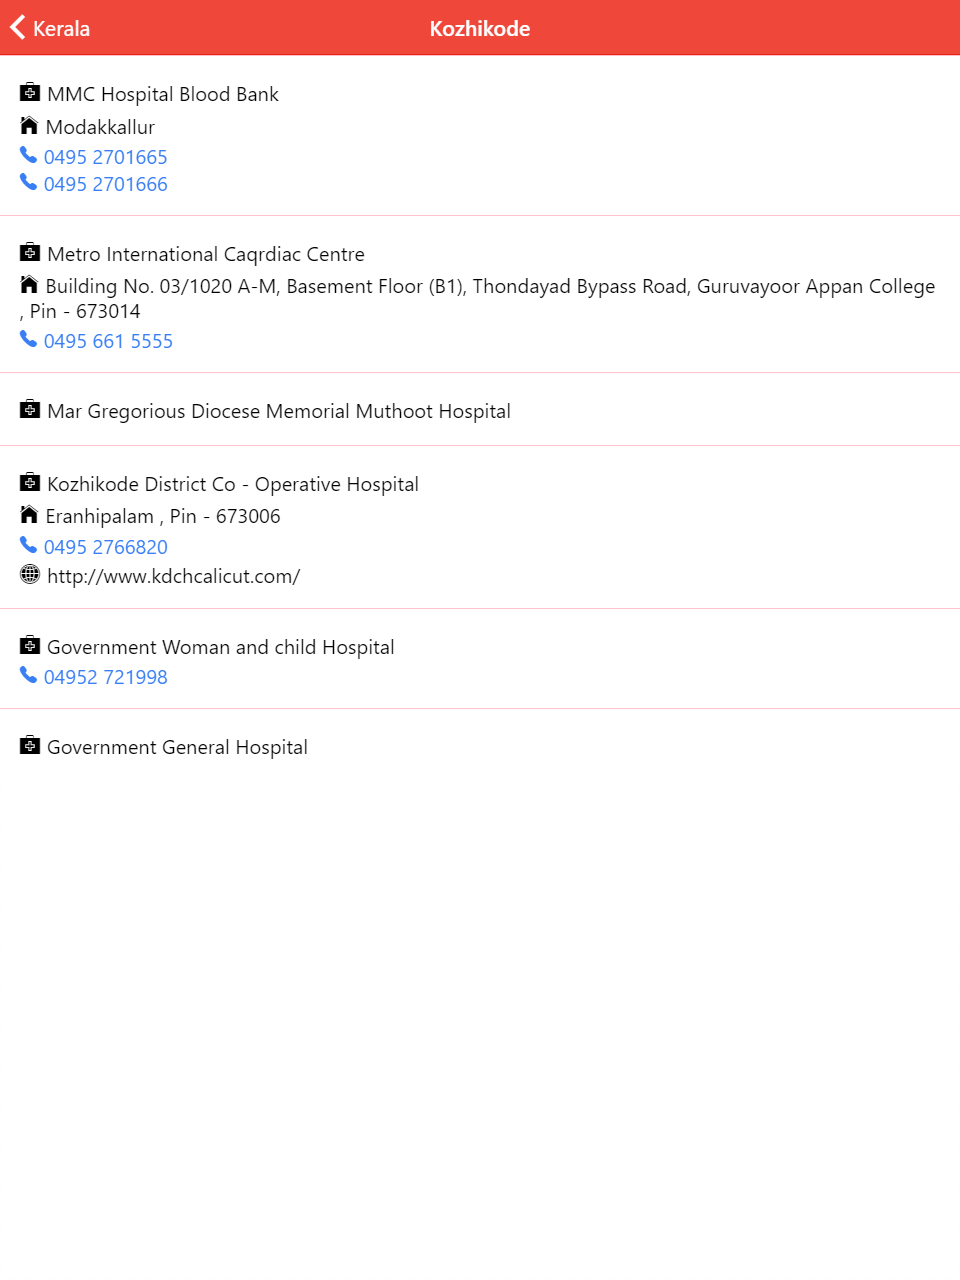 Kerala
Kozhikode
MMC Hospital Blood Bank
Modakkallur
0495 2701665
0495 2701666
Metro International Caqrdiac Centre
Building No. 03/1020 A-M, Basement Floor (B1), Thondayad Bypass Road, Guruvayoor Appan College
, Pin - 673014
0495 661 5555
Mar Gregorious Diocese Memorial Muthoot Hospital
Kozhikode District Co - Operative Hospital
Eranhipalam , Pin - 673006
0495 2766820
http://www.kdchcalicut.com/
Government Woman and child Hospital
04952 721998
Government General Hospital